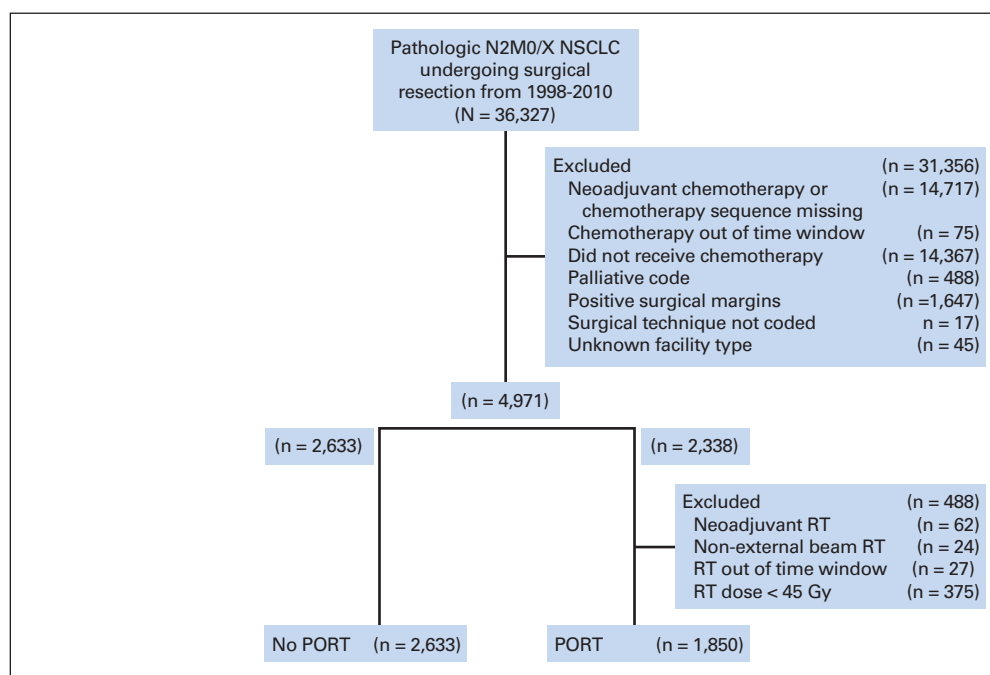 Pathologic N2M0/X NSCLC
undergoing surgical
resection from 1998-2010
(N = 36,327)
Excluded (n = 31,356)
Neoadjuvant chemotherapy or (n = 14,717)
chemotherapy sequence missing
Chemotherapy out of time window (n = 75)
Did not receive chemotherapy (n = 14,367)
Palliative code (n = 488)
Positive surgical margins (n =1,647)
Surgical technique not coded n = 17)
Unknown facility type (n = 45)
(n = 4,971)
(n = 2,633) (n = 2,338)
Excluded (n = 488)
Neoadjuvant RT (n = 62)
Non-external beam RT (n = 24)
RT out of time window (n = 27)
RT dose < 45 Gy (n = 375)
No PORT (n = 2,633) PORT (n = 1,850)